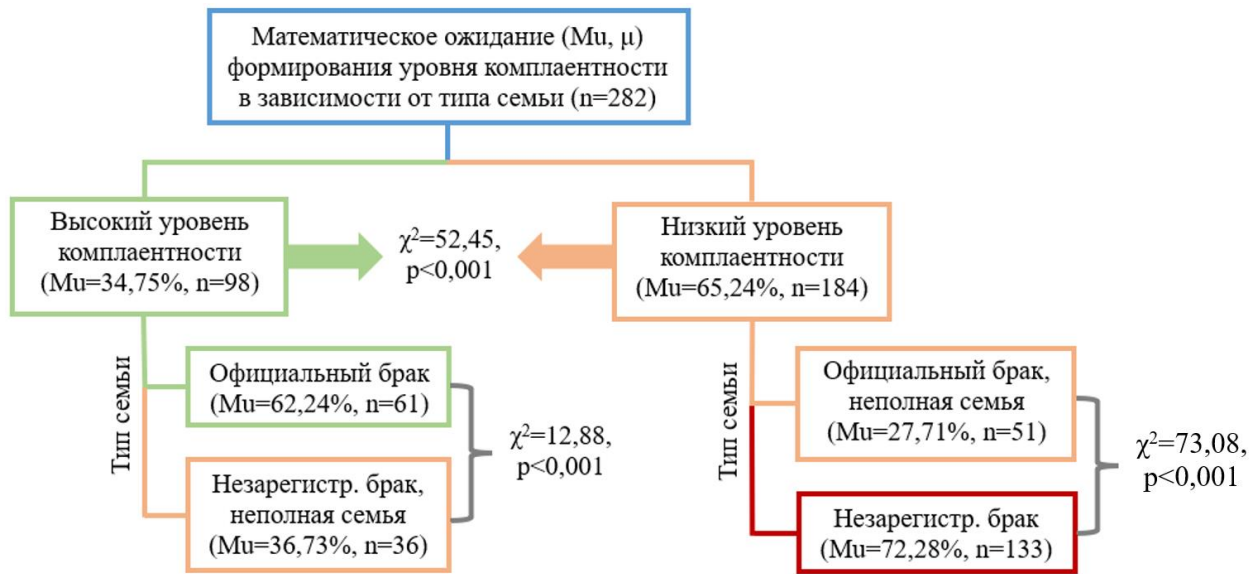 Математическое ожидание (Mu, μ)
формирования уровня комплаентности
в зависимости от типа семьи (n=282)
Высокий уровень
комплаентности
(Mu=34,75%, n=98)
χ²=52,45,
p<0,001
Низкий уровень
комплаентности
(Mu=65,24%, n=184)
Тип семьи
Официальный брак
(Mu=62,24%, n=61)
Незарегистр. брак,
неполная семья
(Mu=36,73%, n=36)
χ²=12,88,
p<0,001
Тип семьи
Официальный брак,
неполная семья
(Mu=27,71%, n=51)
Незарегистр. брак
(Mu=72,28%, n=133)
χ²=73,08,
p<0,001